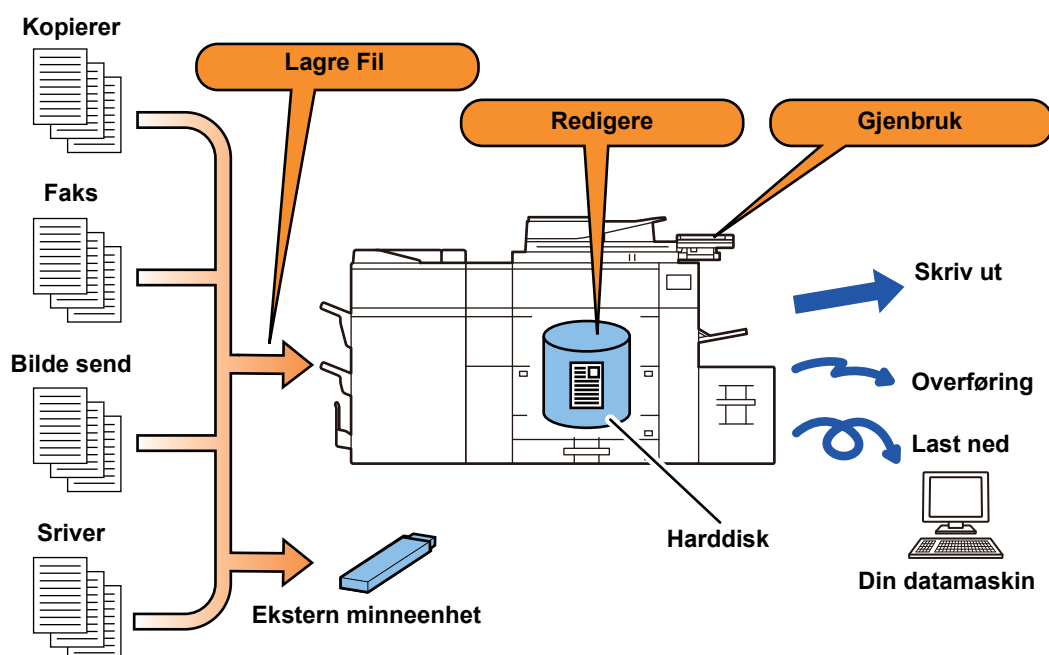 Kopierer
Lagre Fil
Redigere
Gjenbruk
Faks
Skriv ut
Bilde send
Overføring
Last ned
Sriver
Harddisk
Din datamaskin
Ekstern minneenhet